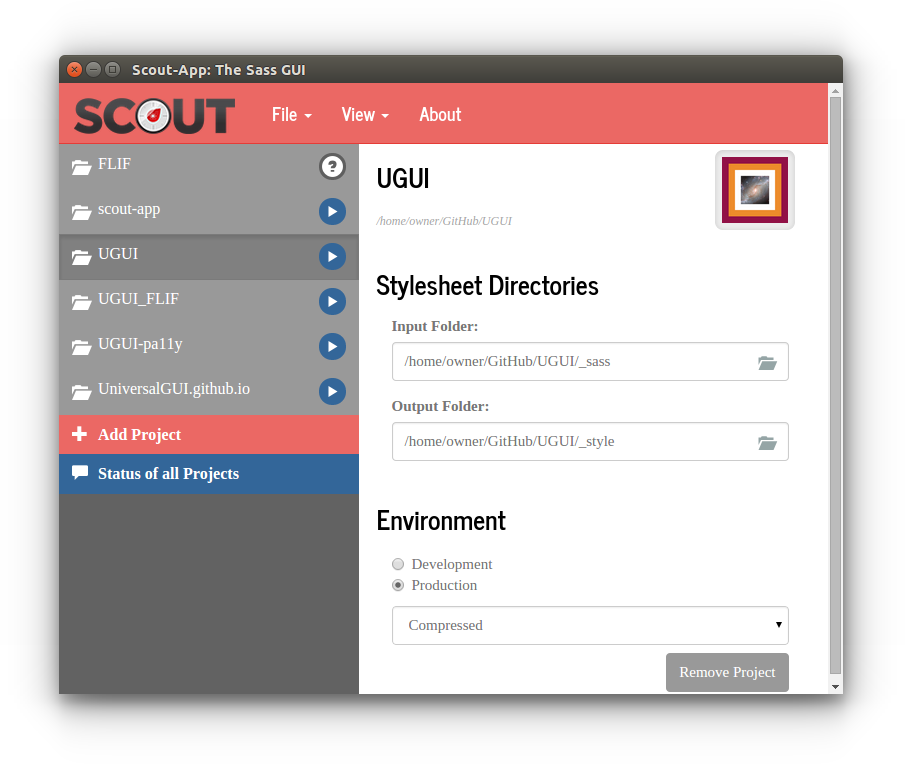 Scout-App: The Sass GUI
SCOUT
File View About
FLIF
?
scout-app
UGUI
UGUI_FLIF
UGUI-pa11y
UniversalGUI.github.io
Add Project
Status of all Projects
UGUI
/home/owner/GitHub/UGUI
Stylesheet Directories
Input Folder:
/home/owner/GitHub/UGUI/_sass
Output Folder:
/home/owner/GitHub/UGUI/_style
Environment
Development
Production
Compressed
Remove Project